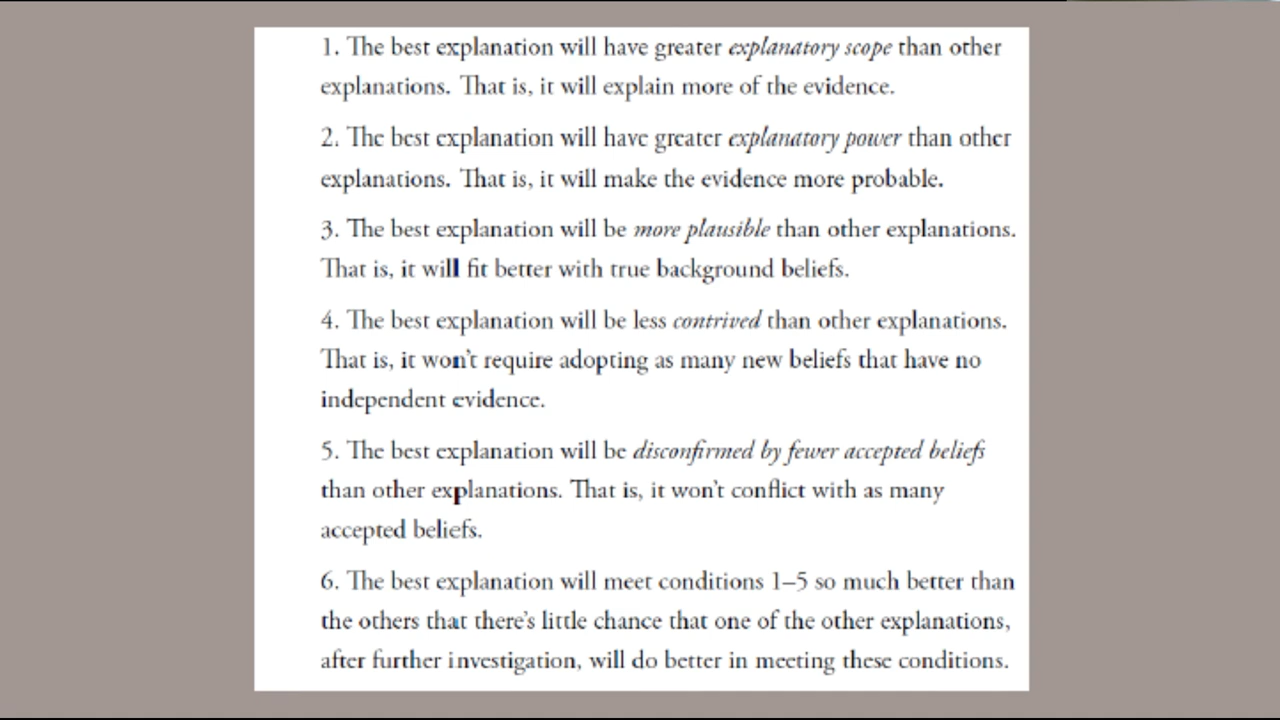 1. The best explanation will have greater explanatory scope than other
explanations. That is, it will explain more of the evidence.
2. The best explanation will have greater explanatory power than other
explanations. That is, it will make the evidence more probable.
3. The best explanation will be more plausible than other explanations.
That is, it will fit better with true background beliefs.
4. The best explanation will be less contrived than other explanations.
That is, it won't require adopting as many new beliefs that have no
independent evidence.
5. The best explanation will be disconfirmed by fewer accepted beliefs
than other explanations. That is, it won't conflict with as many
accepted beliefs.
6. The best explanation will meet conditions 1–5 so much better than
the others that there's little chance that one of the other explanations,
after further investigation, will do better in meeting these conditions.